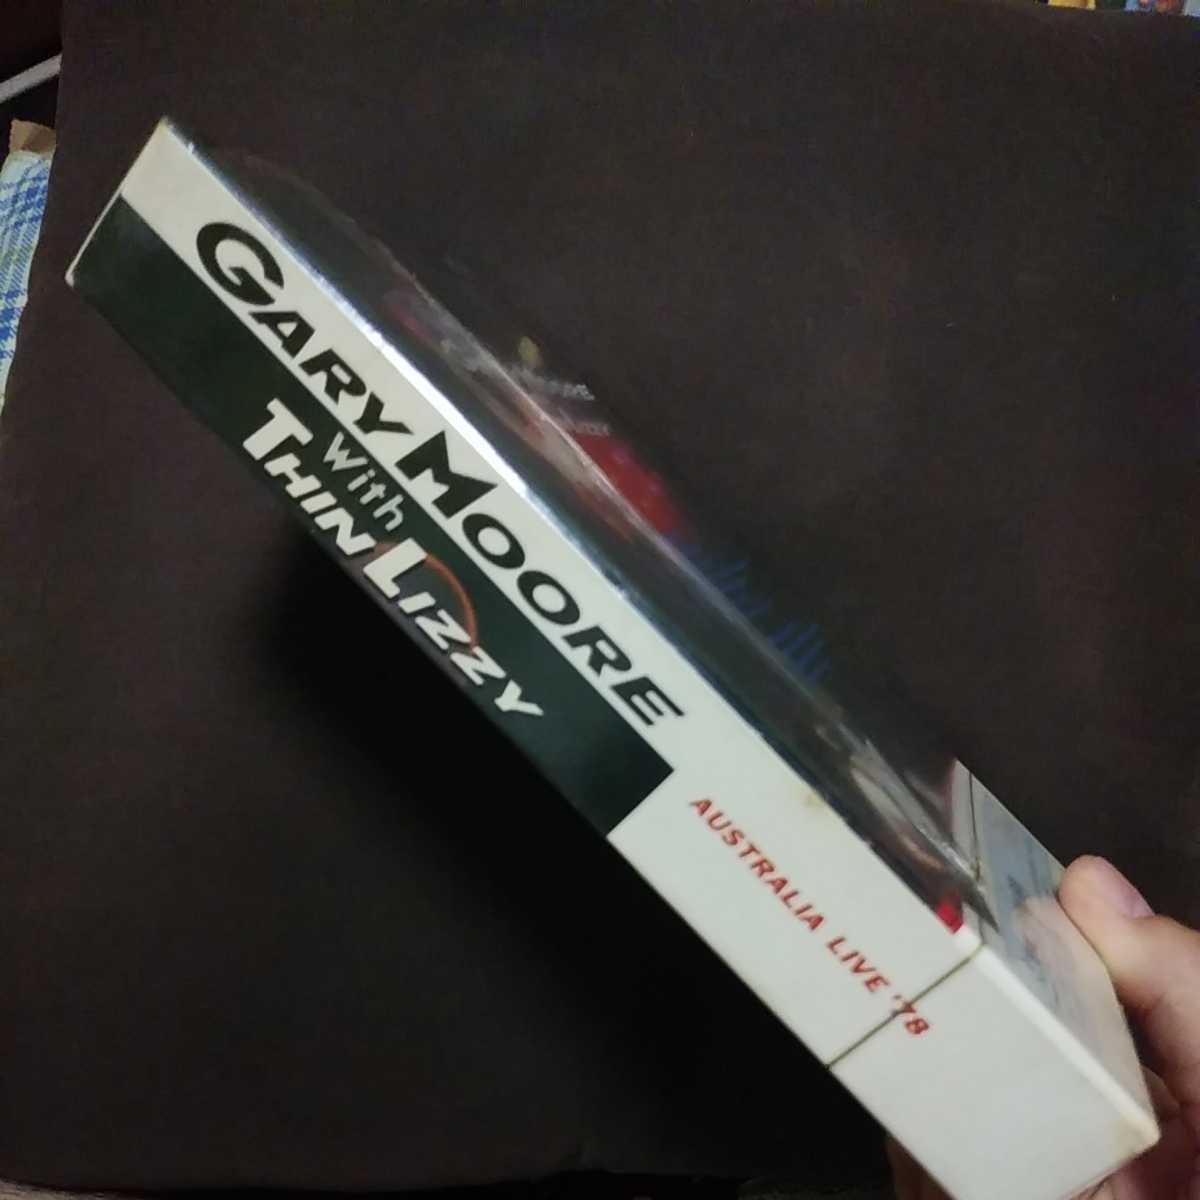 GARY MOORE
With
THIN LIZZY
AUSTRALIA LIVE '78